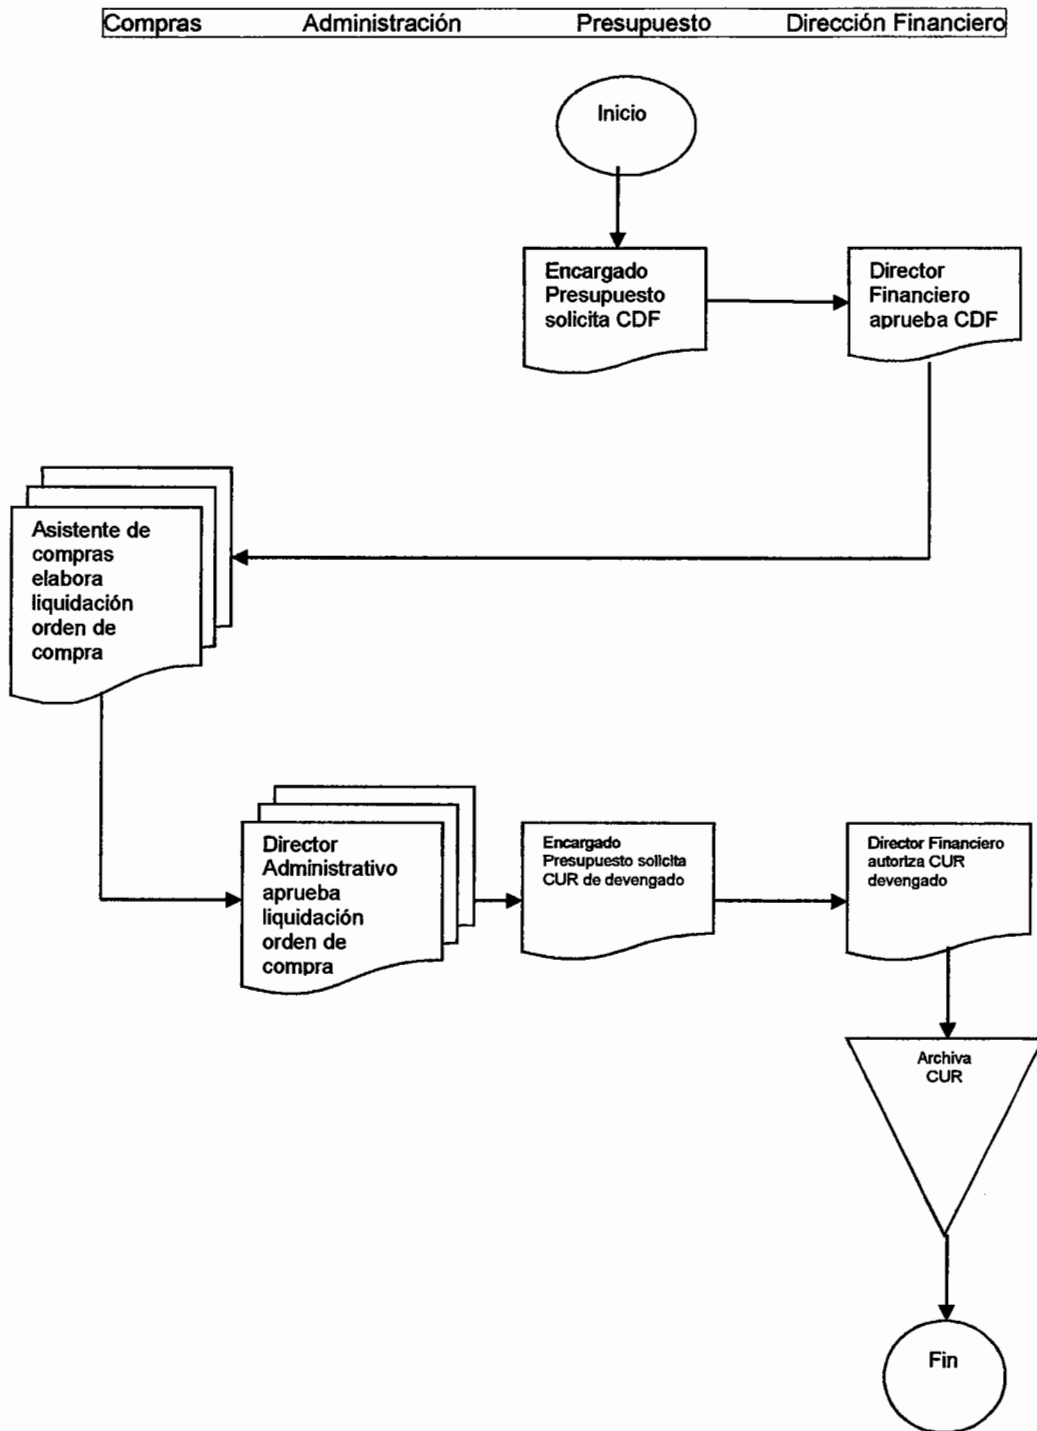 Compras Administración Presupuesto Dirección Financiero
Inicio
Encargado
Presupuesto
solicita CDF
Director
Financiero
aprueba CDF
Asistente de
compras
elabora
liquidación
orden de
compra
Director
Administrativo
aprueba
liquidación
orden de
compra
Encargado
Presupuesto solicita
CUR de devengado
Director Financiero
autoriza CUR
devengado
Archiva
CUR
Fin